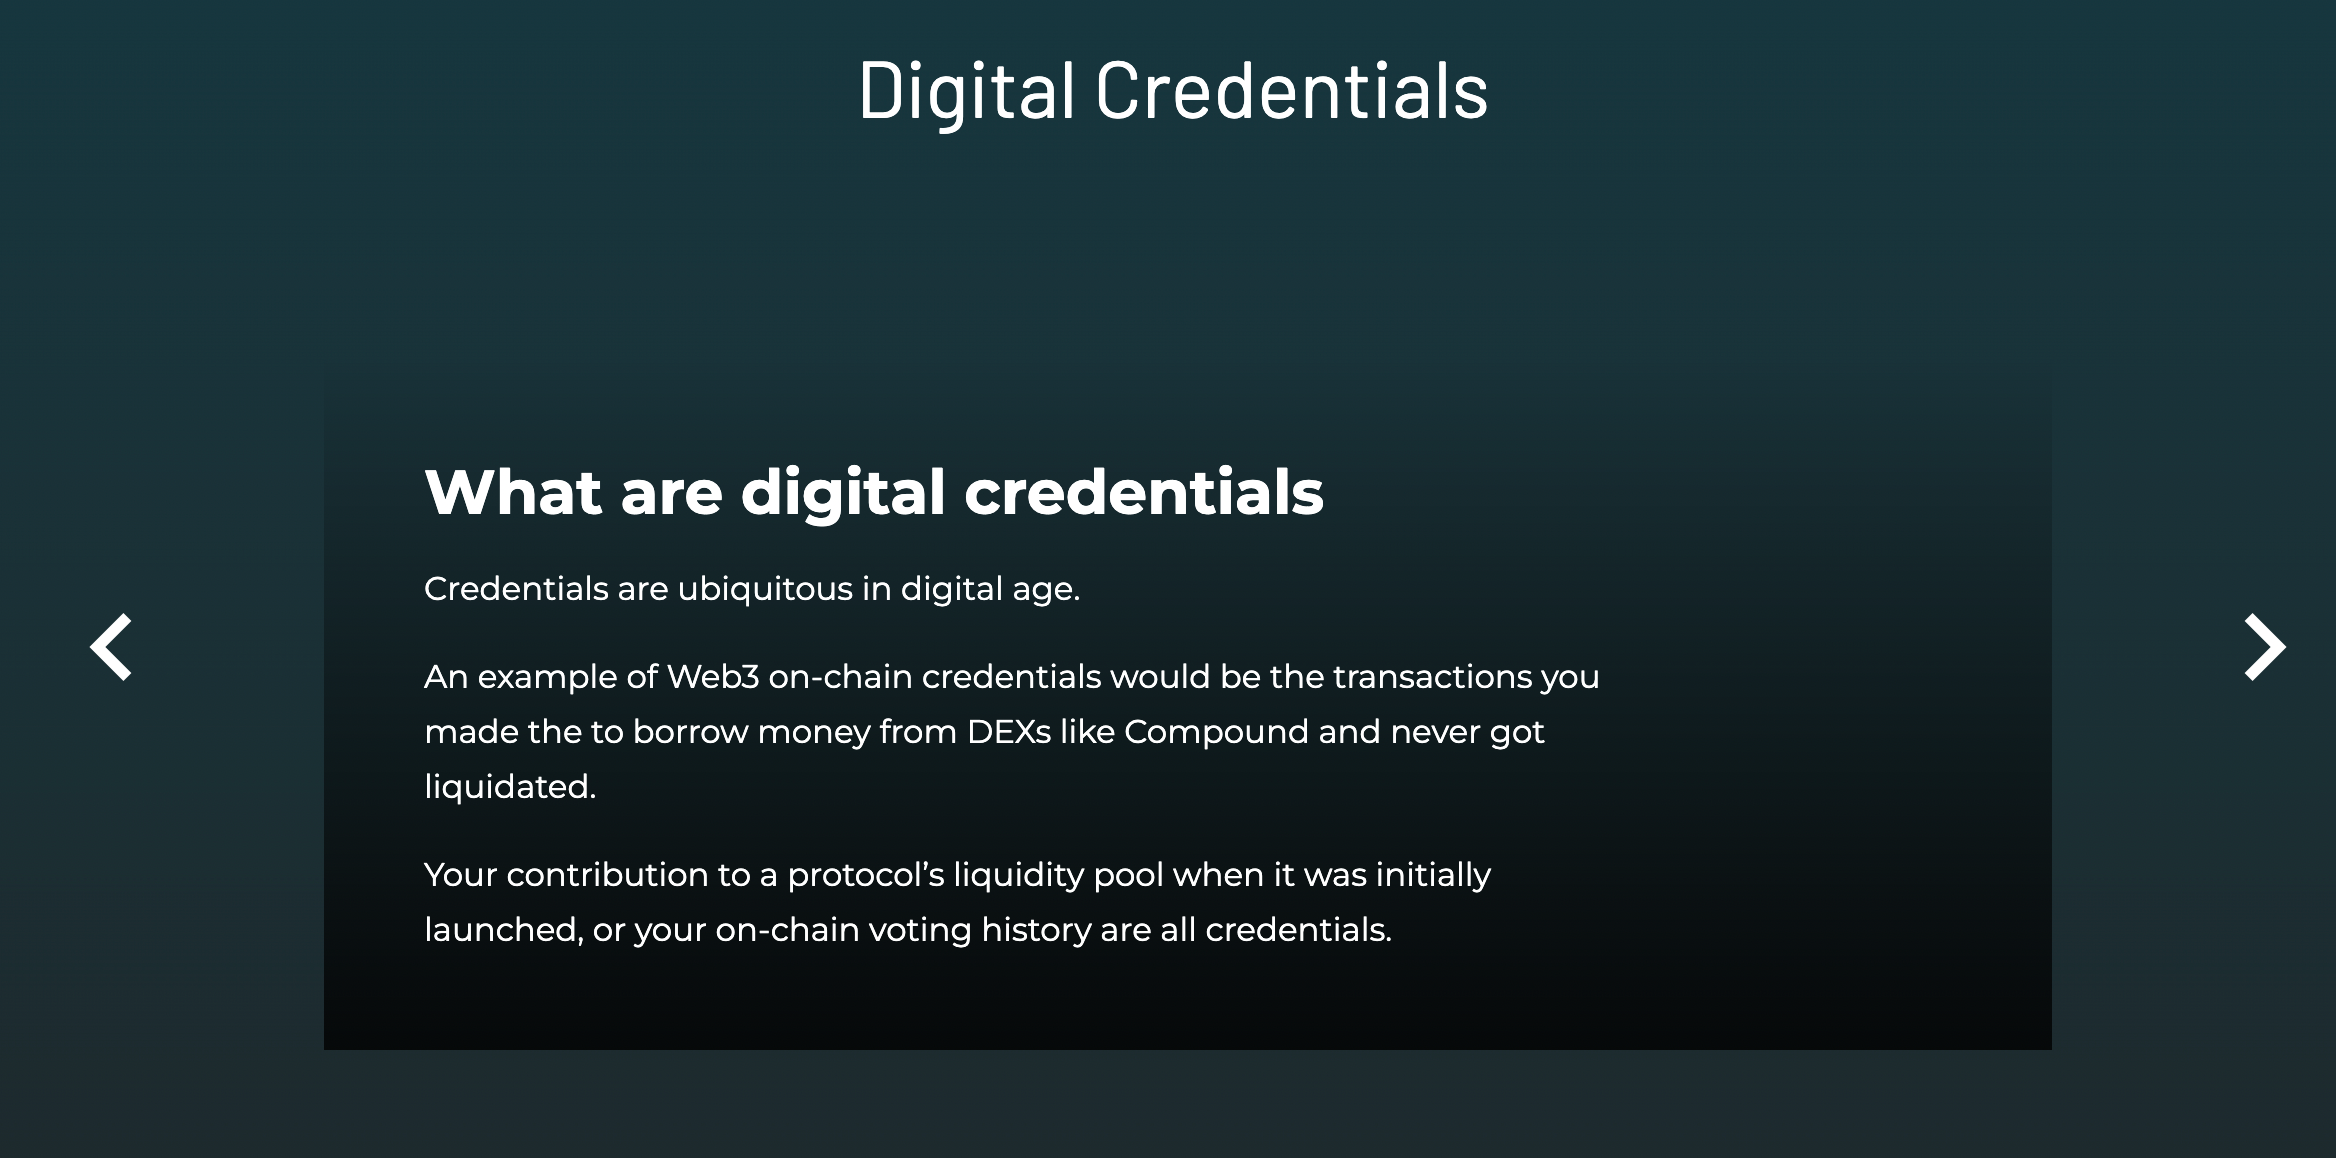 Digital Credentials
What are digital credentials
Credentials are ubiquitous in digital age.
An example of Web3 on-chain credentials would be the transactions you
made the to borrow money from DEXs like Compound and never got
liquidated.
Your contribution to a protocol’s liquidity pool when it was initially
launched, or your on-chain voting history are all credentials.